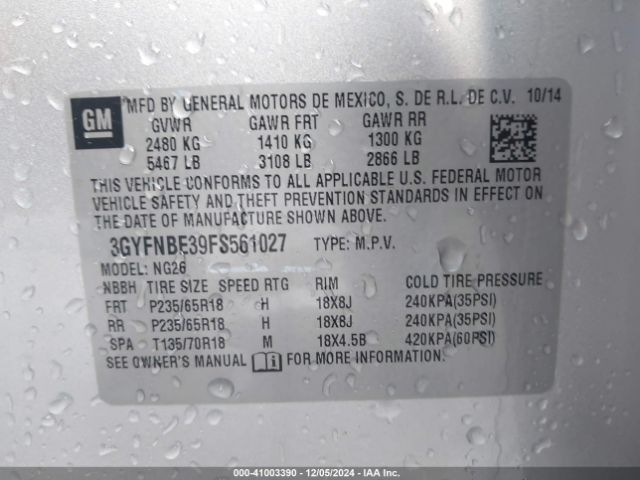 GM
MFD BY GENERAL MOTORS DE MEXICO, S. DE R.L. DE C.V. 10/14
GVWR GAWR FRT GAWR RR
2480 KG 1410 KG 1300 KG
5467 LB 3108 LB 2866 LB
THIS VEHICLE CONFORMS TO ALL APPLICABLE U.S. FEDERAL MOTOR
VEHICLE SAFETY AND THEFT PREVENTION STANDARDS IN EFFECT ON
THE DATE OF MANUFACTURE SHOWN ABOVE.
3GYFNBE39FS561027 TYPE: M.P.V.
MODEL: NG26
NBBH TIRE SIZE SPEED RTG RIM COLD TIRE PRESSURE
FRT P235/65R18 H 18X8J 240KPA(35PSI)
RR P235/65R18 H 18X8J 240KPA(35PSI)
SPA T135/70R18 M 18X4.5B 420KPA(60PSI)
SEE OWNER'S MANUAL FOR MORE INFORMATION.
000-41003390 - 12/05/2024 - IAA Inc.